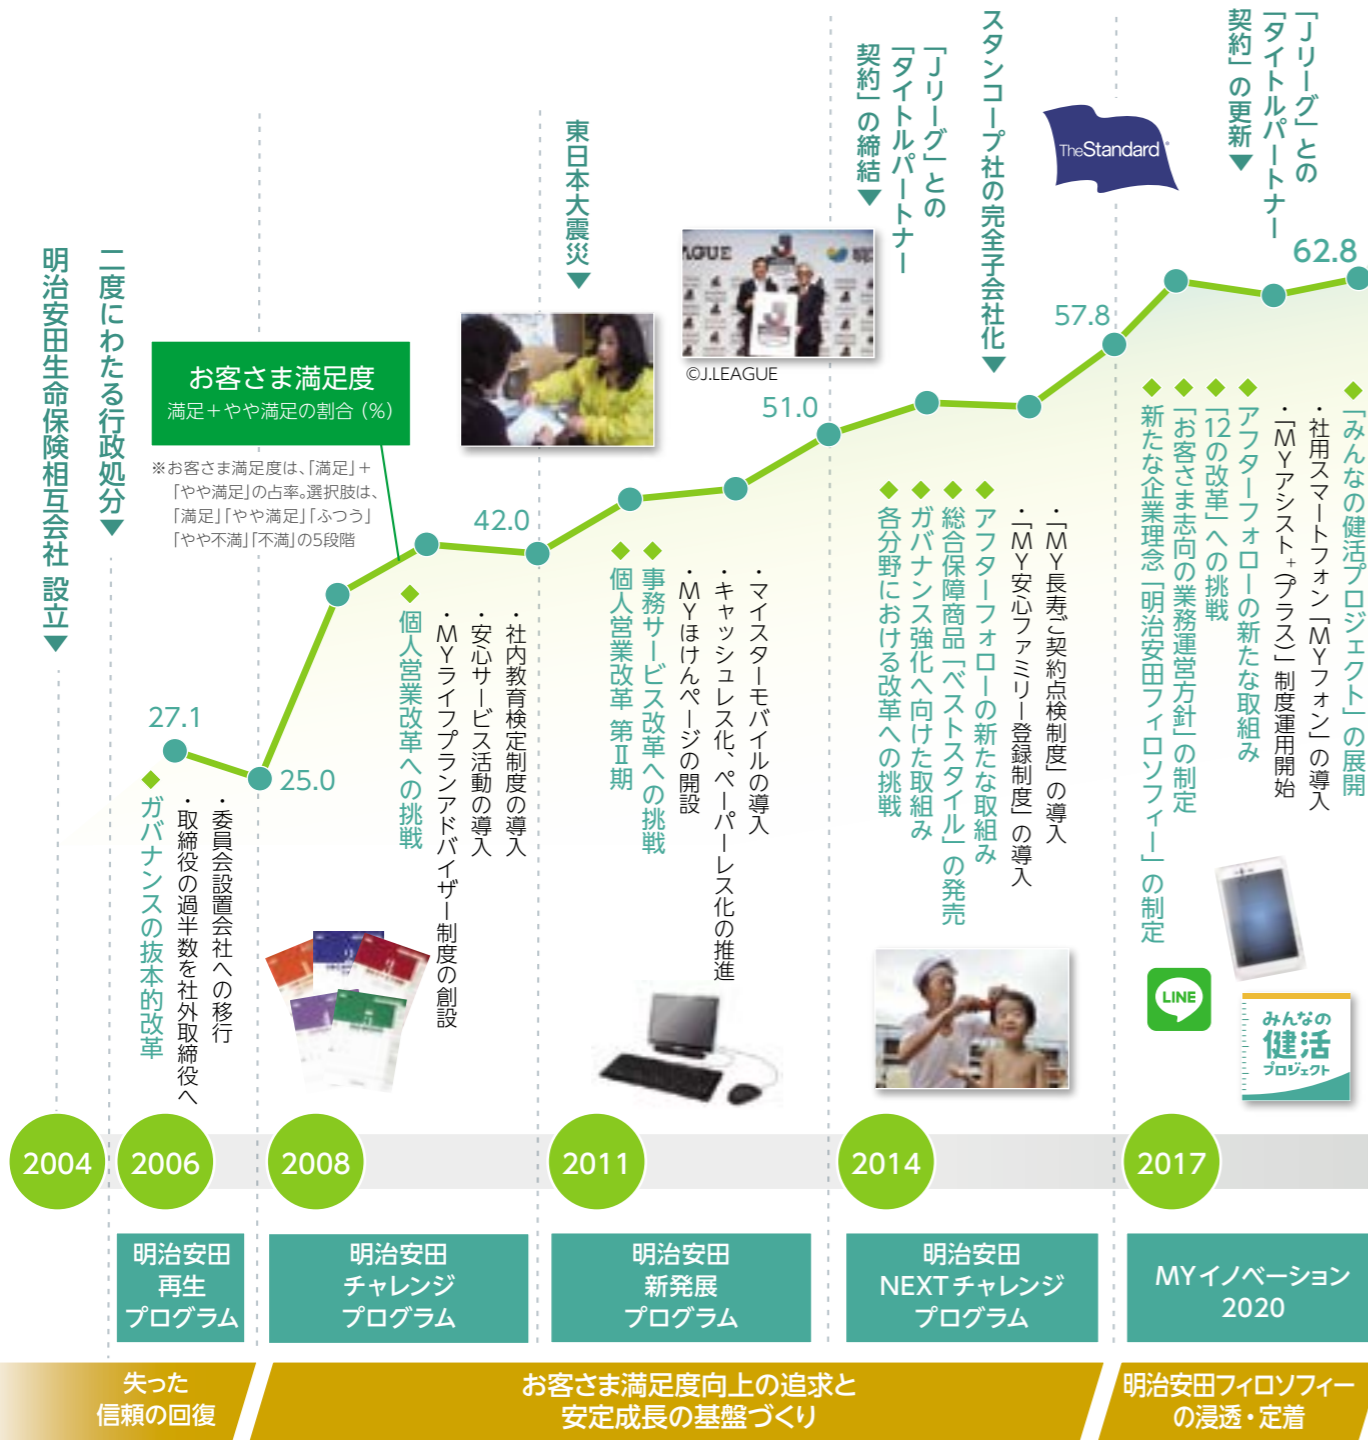 明治安田生命保険相互会社 設立▼
二度にわたる行政処分▼
東日本大震災▼
「Jリーグ」との
「タイトルパートナー
契約」の締結▼
スタンコープ社の完全子会社化▼
「Jリーグ」との
「タイトルパートナー
契約」の更新▼
TheStandard
©J.LEAGUE
お客さま満足度
満足＋やや満足の割合（%）
※お客さま満足度は、「満足」＋
「やや満足」の占率。選択肢は、
「満足」「やや満足」「ふつう」
「やや不満」「不満」の5段階
27.1
25.0
42.0
51.0
57.8
62.8
◆ガバナンスの抜本的改革
・委員会設置会社への移行
・取締役の過半数を社外取締役へ
◆個人営業改革への挑戦
・MYライフプランアドバイザー制度の創設
・安心サービス活動の導入
・社内教育検定制度の導入
◆個人営業改革 第Ⅱ期
◆事務サービス改革への挑戦
・MYほけんページの開設
・キャッシュレス化、ペーパーレス化の推進
・マイスターモバイルの導入
◆各分野における改革への挑戦
◆ガバナンス強化へ向けた取組み
◆総合保障商品「ベストスタイル」の発売
◆アフターフォローの新たな取組み
・「MY安心ファミリー登録制度」の導入
・「MY長寿ご契約点検制度」の導入
◆新たな企業理念「明治安田フィロソフィー」の制定
◆「お客さま志向の業務運営方針」の制定
◆「12の改革」への挑戦
◆アフターフォローの新たな取組み
・「MYアシスト+(プラス)」制度運用開始
・社用スマートフォン「MYフォン」の導入
◆「みんなの健活プロジェクト」の展開
LEAGUE
LINE
みんなの
健活
プロジェクト
2004
2006
2008
2011
2014
2017
明治安田
再生
プログラム
明治安田
チャレンジ
プログラム
明治安田
新発展
プログラム
明治安田
NEXTチャレンジ
プログラム
MYイノベーション
2020
失った
信頼の回復
お客さま満足度向上の追求と
安定成長の基盤づくり
明治安田フィロソフィー
の浸透・定着